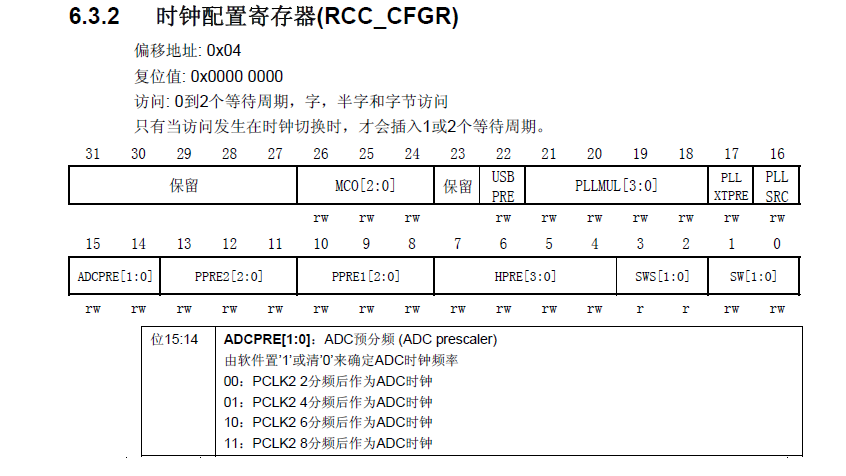 6.3.2 时钟配置寄存器(RCC_CFGR)
偏移地址: 0x04
复位值: 0x0000 0000
访问: 0到2个等待周期，字，半字和字节访问
只有当访问发生在时钟切换时，才会插入1或2个等待周期。
31 30 29 28 27 26 25 24 23 22 21 20 19 18 17 16
保留 MCO[2:0] 保留 USB PRE PLLMUL[3:0] PLL XTPRE PLL SRC
rw rw rw rw rw rw rw rw rw rw
15 14 13 12 11 10 9 8 7 6 5 4 3 2 1 0
ADCPRE[1:0] PPRE2[2:0] PPRE1[2:0] HPRE[3:0] SWS[1:0] SW[1:0]
rw rw rw rw rw rw rw rw rw rw rw rw r r rw rw
位15:14 ADCPRE[1:0]：ADC预分频 (ADC prescaler)
由软件置'1'或清'0'来确定ADC时钟频率
00：PCLK2 2分频后作为ADC时钟
01：PCLK2 4分频后作为ADC时钟
10：PCLK2 6分频后作为ADC时钟
11：PCLK2 8分频后作为ADC时钟